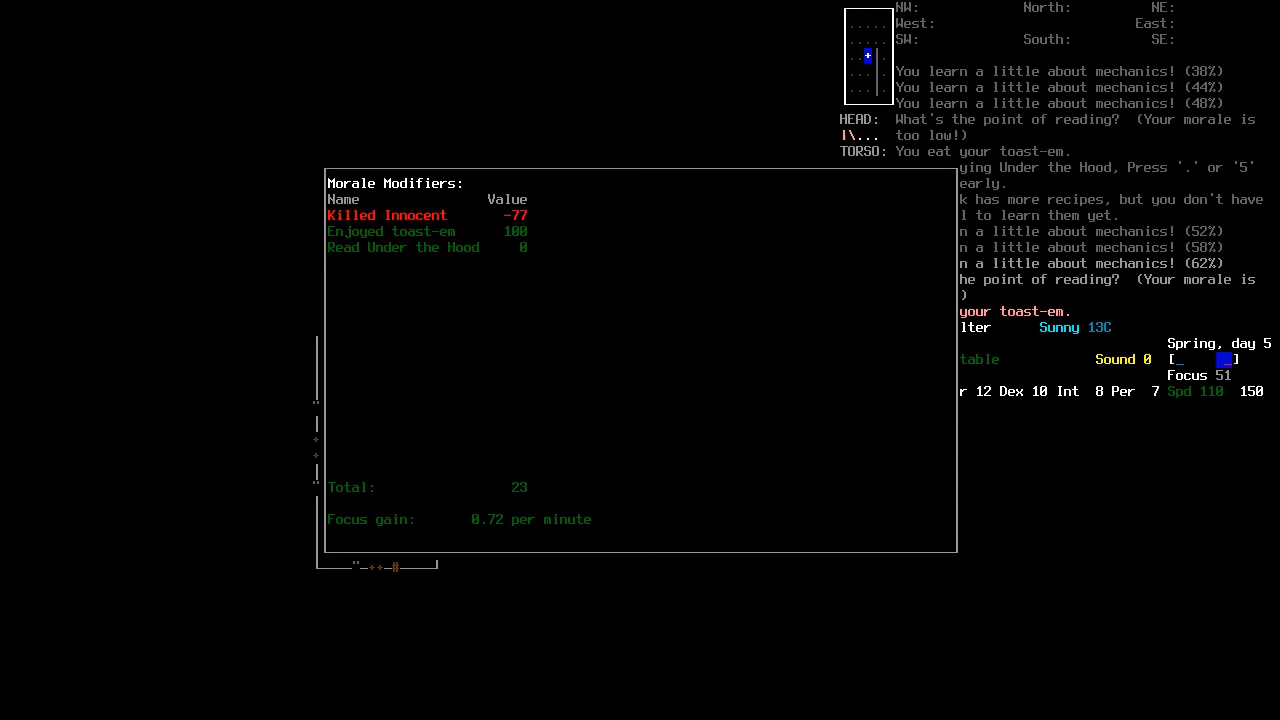 NW: North: NE:
West: East:
SW: South: SE:
You learn a little about mechanics! (38%)
You learn a little about mechanics! (44%)
You learn a little about mechanics! (48%)
HEAD: What's the point of reading?  (Your morale is
|\... too low!)
TORSO: You eat your toast-em.
ying Under the Hood, Press '.' or '5'
early.
k has more recipes, but you don't have
l to learn them yet.
n a little about mechanics! (52%)
n a little about mechanics! (58%)
n a little about mechanics! (62%)
he point of reading?  (Your morale is
)
your toast-em.
lter Sunny 13C
Spring, day 5
table Sound 0 [_ _]
Focus 51
r 12 Dex 10 Int  8 Per  7 Spd 110  150
Morale Modifiers:
Name Value
Killed Innocent -77
Enjoyed toast-em 100
Read Under the Hood 0
Total: 23
Focus gain: 0.72 per minute